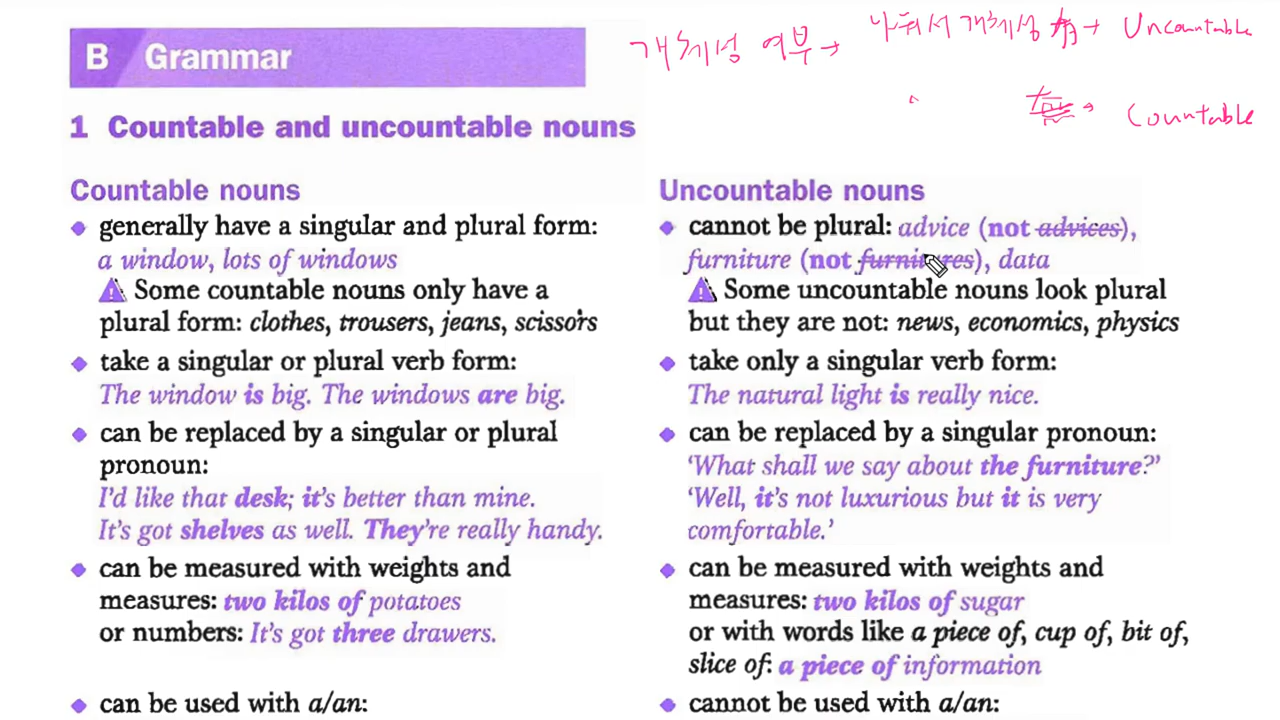 B Grammar
개체성 여부→ 나눠서 개체성 有→ Uncountable
→ Countable
1 Countable and uncountable nouns
Countable nouns
◆ generally have a singular and plural form:
a window, lots of windows
⚠ Some countable nouns only have a
plural form: clothes, trousers, jeans, scissors
◆ take a singular or plural verb form:
The window is big. The windows are big.
◆ can be replaced by a singular or plural
pronoun:
I'd like that desk; it's better than mine.
It's got shelves as well. They're really handy.
◆ can be measured with weights and
measures: two kilos of potatoes
or numbers: It's got three drawers.
◆ can be used with a/an:
Uncountable nouns
◆ cannot be plural: advice (not advices),
furniture (not furnitures), data
⚠ Some uncountable nouns look plural
but they are not: news, economics, physics
◆ take only a singular verb form:
The natural light is really nice.
◆ can be replaced by a singular pronoun:
'What shall we say about the furniture?'
'Well, it's not luxurious but it is very
comfortable.'
◆ can be measured with weights and
measures: two kilos of sugar
or with words like a piece of, cup of, bit of,
slice of: a piece of information
◆ cannot be used with a/an: